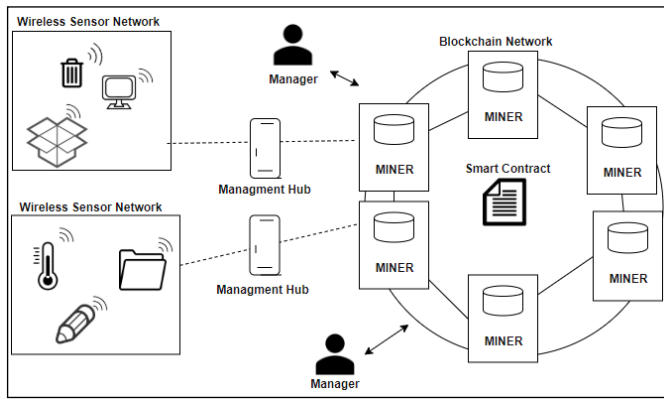 Wireless Sensor Network
Manager
Blockchain Network
MINER
MINER
MINER
Managment Hub
Smart Contract
Wireless Sensor Network
MINER
MINER
Managment Hub
MINER
Manager